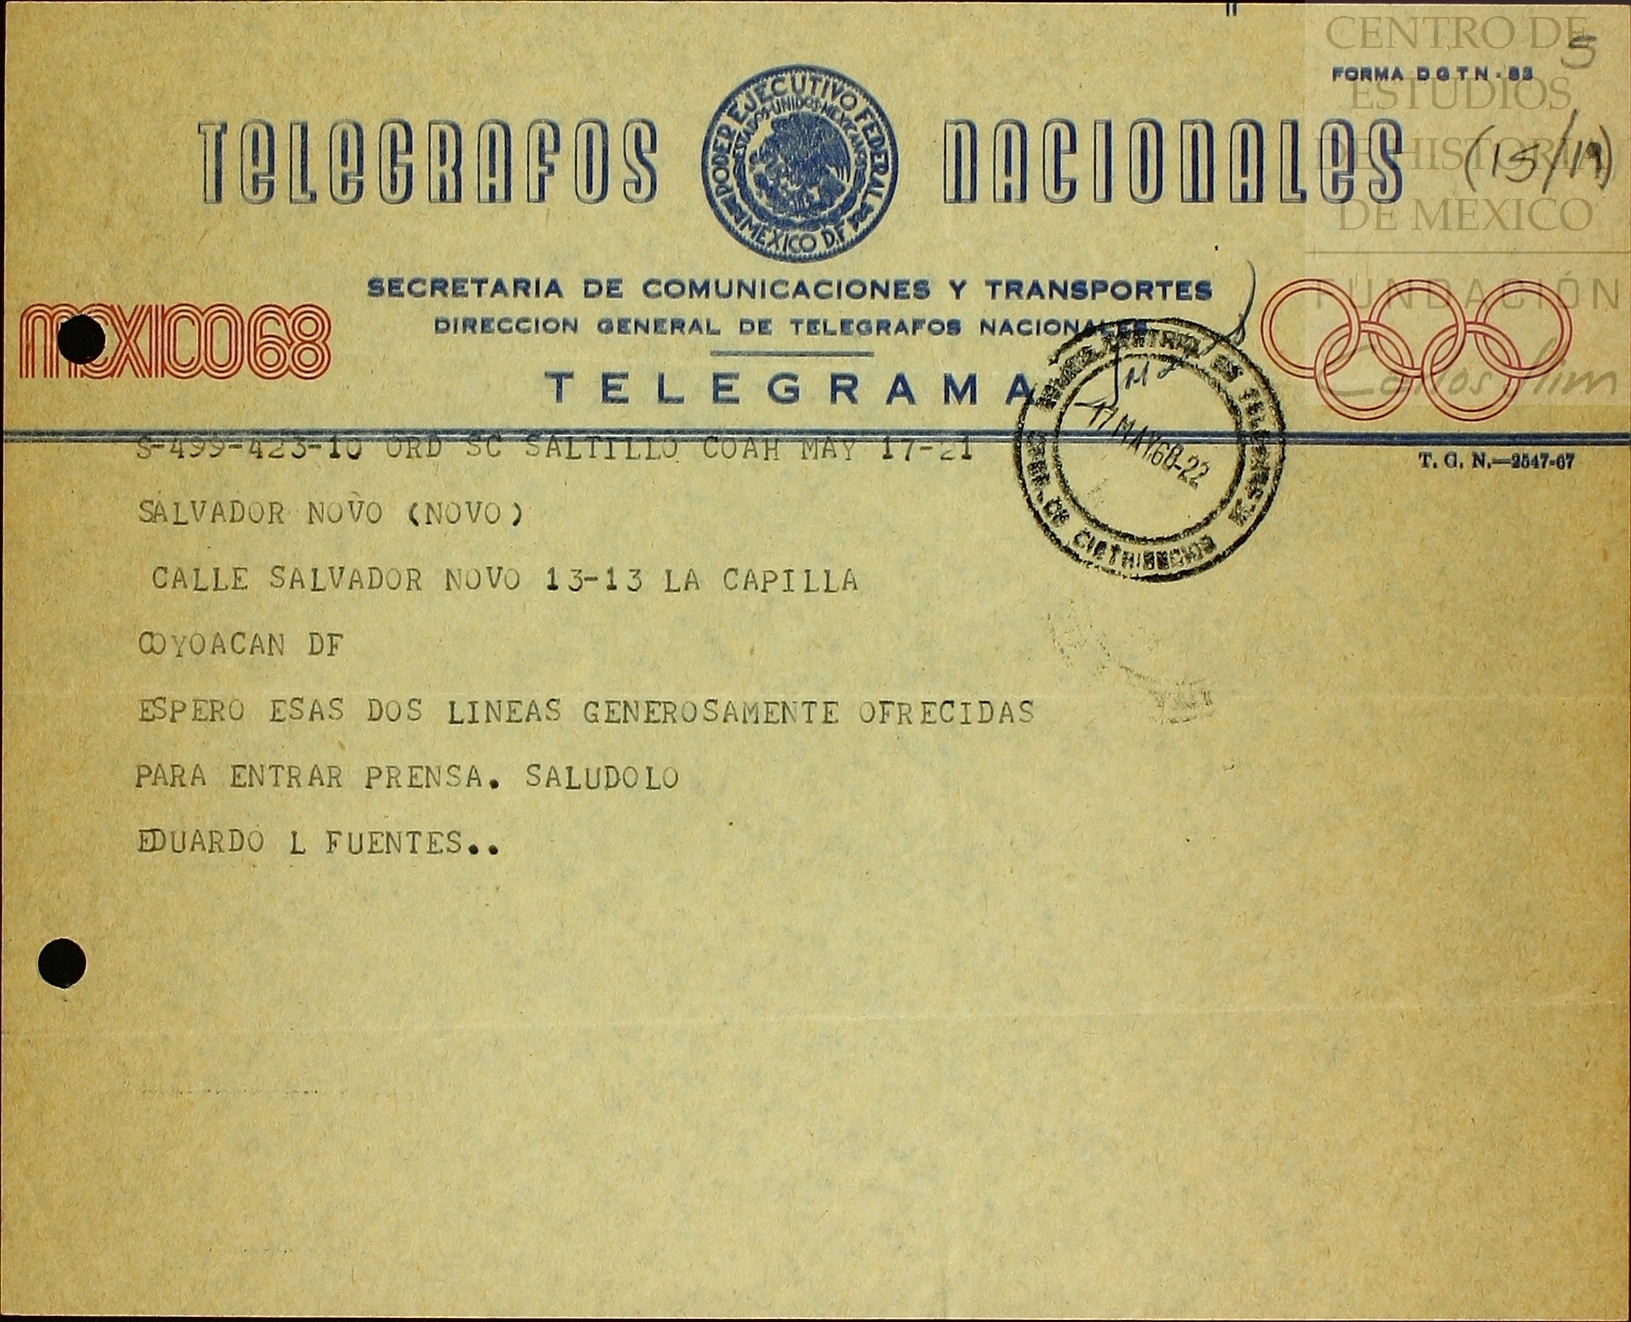 CENTRO DE
ESTUDIOS
DE HISTORIA
DE MEXICO
FUNDACIÓN
Carlos Slim
5
FORMA D G T N - 83
(15/19)
TELEGRAFOS NACIONALES
PODER EJECUTIVO FEDERAL
ESTADOS UNIDOS MEXICANOS
MEXICO D.F.
SECRETARIA DE COMUNICACIONES Y TRANSPORTES
DIRECCION GENERAL DE TELEGRAFOS NACIONALES
MEXICO68
TELEGRAMA
17 MAY.68-22
T. G. N.—2547-67
S-499-423-10 ORD SC SALTILLO COAH MAY 17-21
SALVADOR NOVO (NOVO)
CALLE SALVADOR NOVO 13-13 LA CAPILLA
COYOACAN DF
ESPERO ESAS DOS LINEAS GENEROSAMENTE OFRECIDAS
PARA ENTRAR PRENSA. SALUDOLO
EDUARDO L FUENTES..